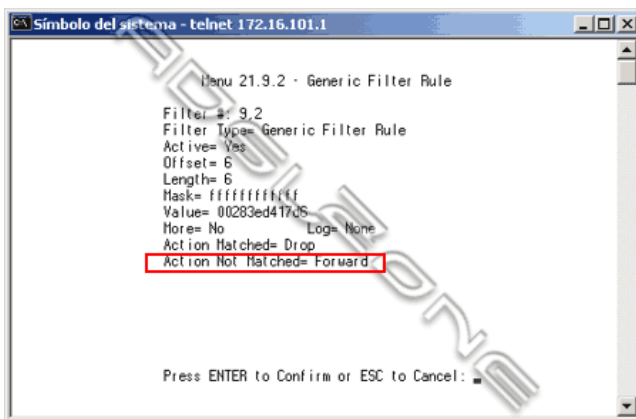 Símbolo del sistema - telnet 172.16.101.1
Menu 21.9.2 - Generic Filter Rule
Filter #: 9,2
Filter Type= Generic Filter Rule
Active= Yes
Offset= 6
Length= 6
Mask= ffffffffffff
Value= 00283ed417d6
More= No Log= None
Action Matched= Drop
Action Not Matched= Forward
Press ENTER to Confirm or ESC to Cancel:
ADSLZONE